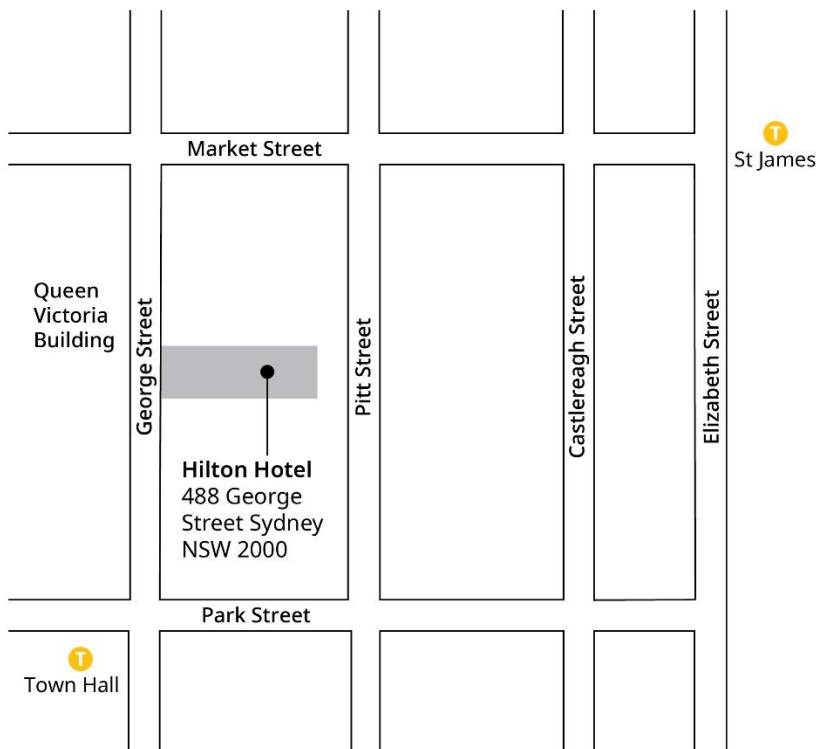 Market Street
T
St James
Queen
Victoria
Building
George Street
Pitt Street
Castlereagh Street
Elizabeth Street
Hilton Hotel
488 George
Street Sydney
NSW 2000
Park Street
T
Town Hall